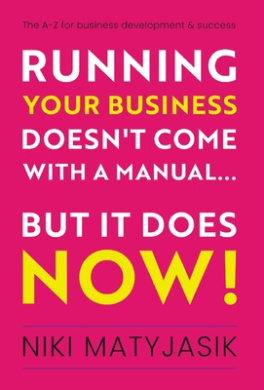 The A-Z for business development & success
RUNNING
YOUR BUSINESS
DOESN'T COME
WITH A MANUAL...
BUT IT DOES
NOW!
NIKI MATYJASIK